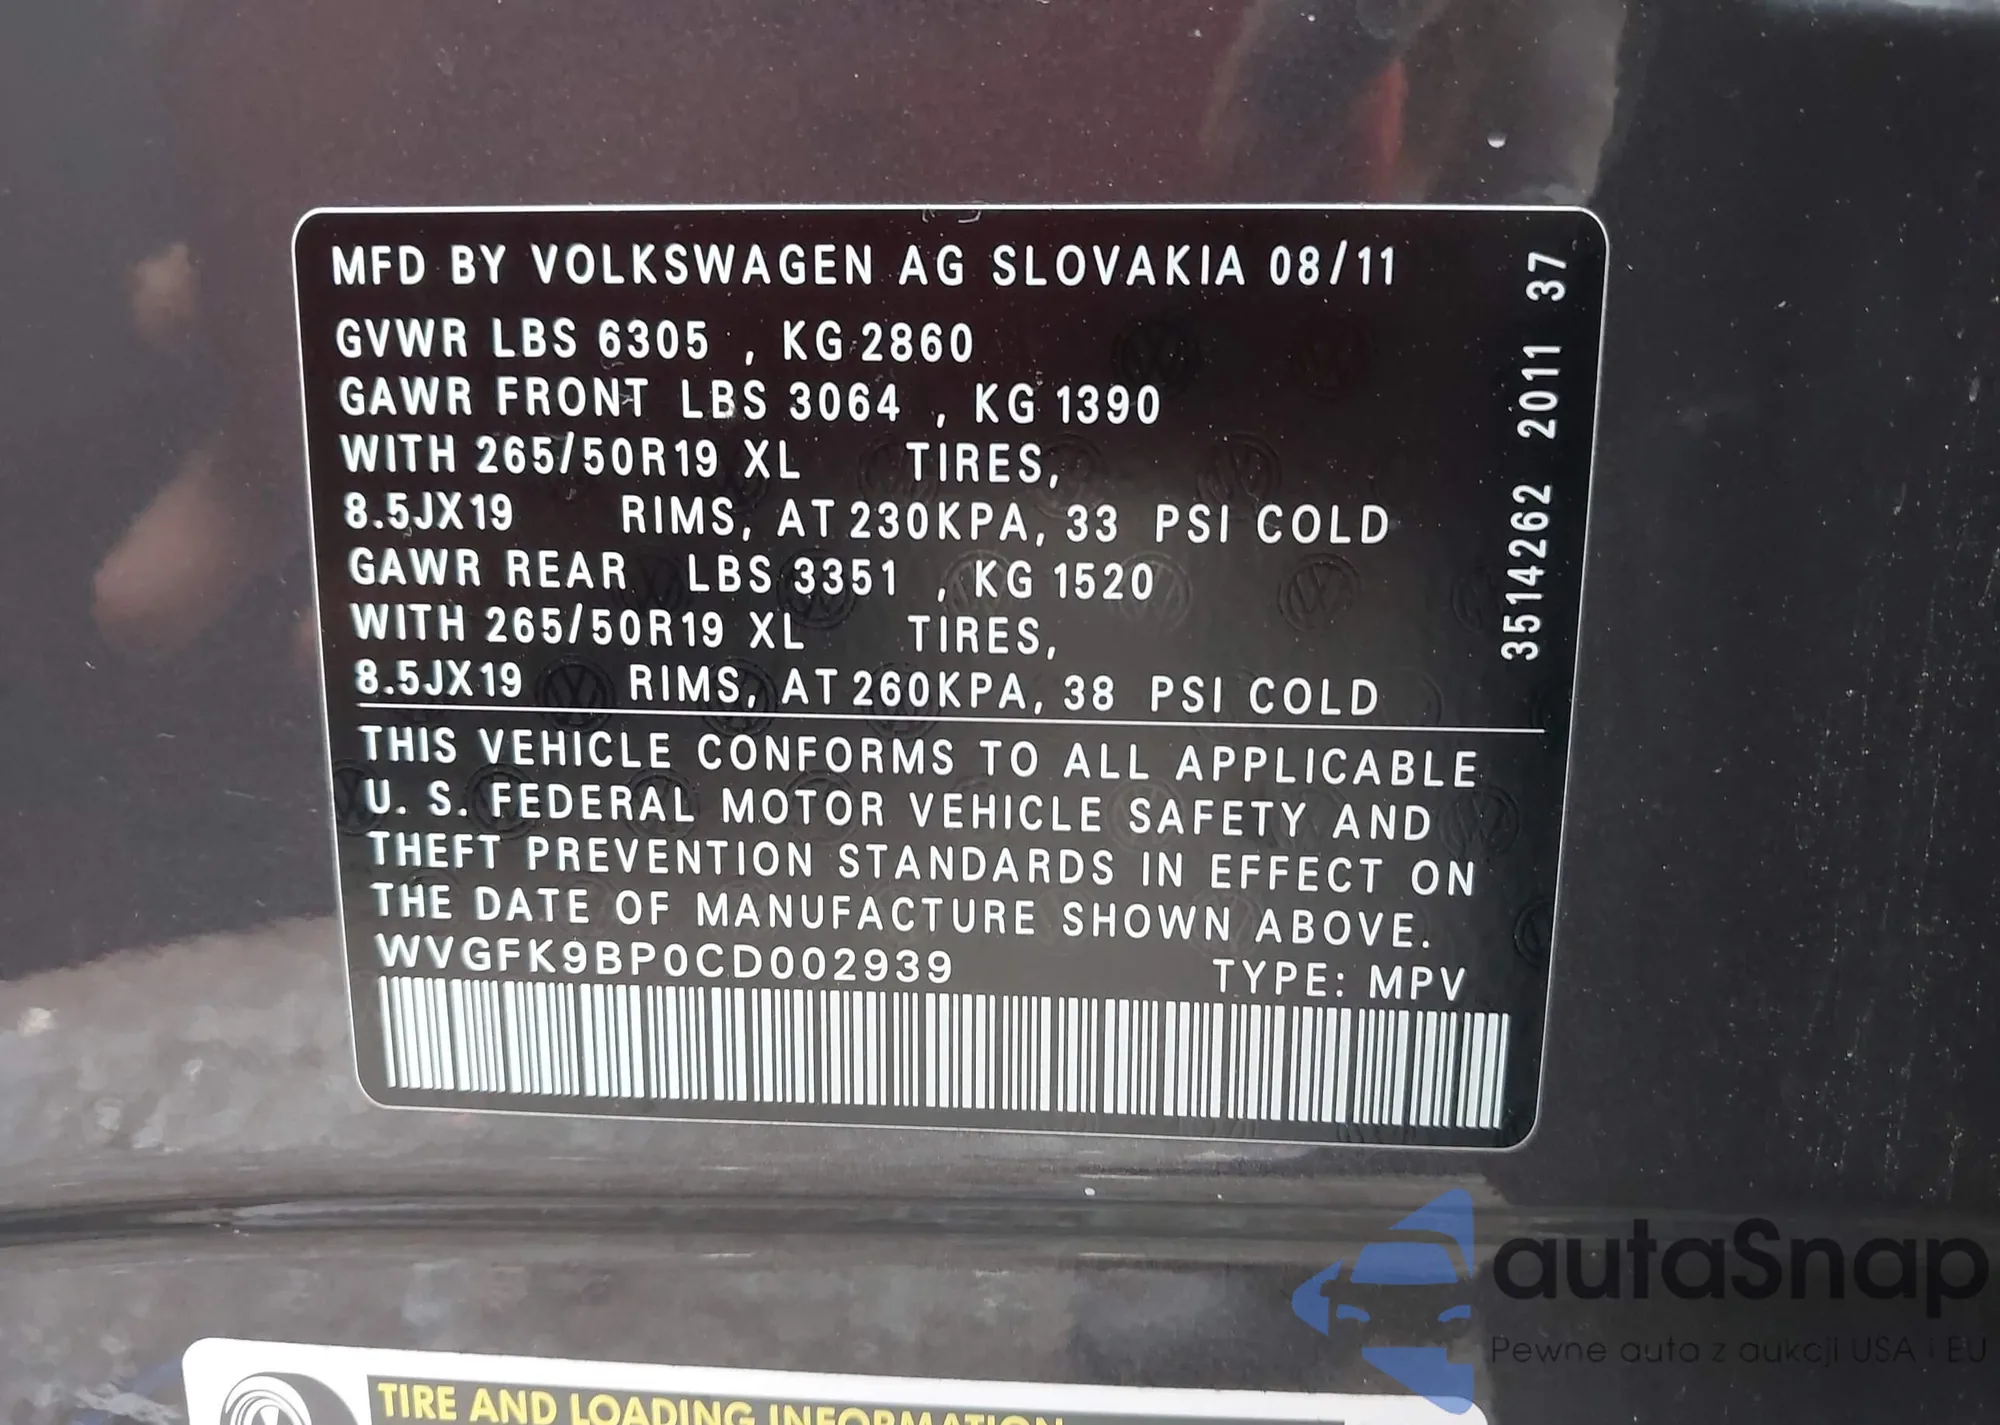 MFD BY VOLKSWAGEN AG SLOVAKIA 08/11
GVWR LBS 6305 , KG 2860
GAWR FRONT LBS 3064 , KG 1390
WITH 265/50R19 XL TIRES,
8.5JX19 RIMS, AT 230KPA, 33 PSI COLD
GAWR REAR LBS 3351 , KG 1520
WITH 265/50R19 XL TIRES,
8.5JX19 RIMS, AT 260KPA, 38 PSI COLD
THIS VEHICLE CONFORMS TO ALL APPLICABLE
U. S. FEDERAL MOTOR VEHICLE SAFETY AND
THEFT PREVENTION STANDARDS IN EFFECT ON
THE DATE OF MANUFACTURE SHOWN ABOVE.
WVGFK9BP0CD002939 TYPE: MPV
3514262 2011 37
TIRE AND LOADING INFORMATION
autaSnap
Pewne auta z aukcji USA i EU